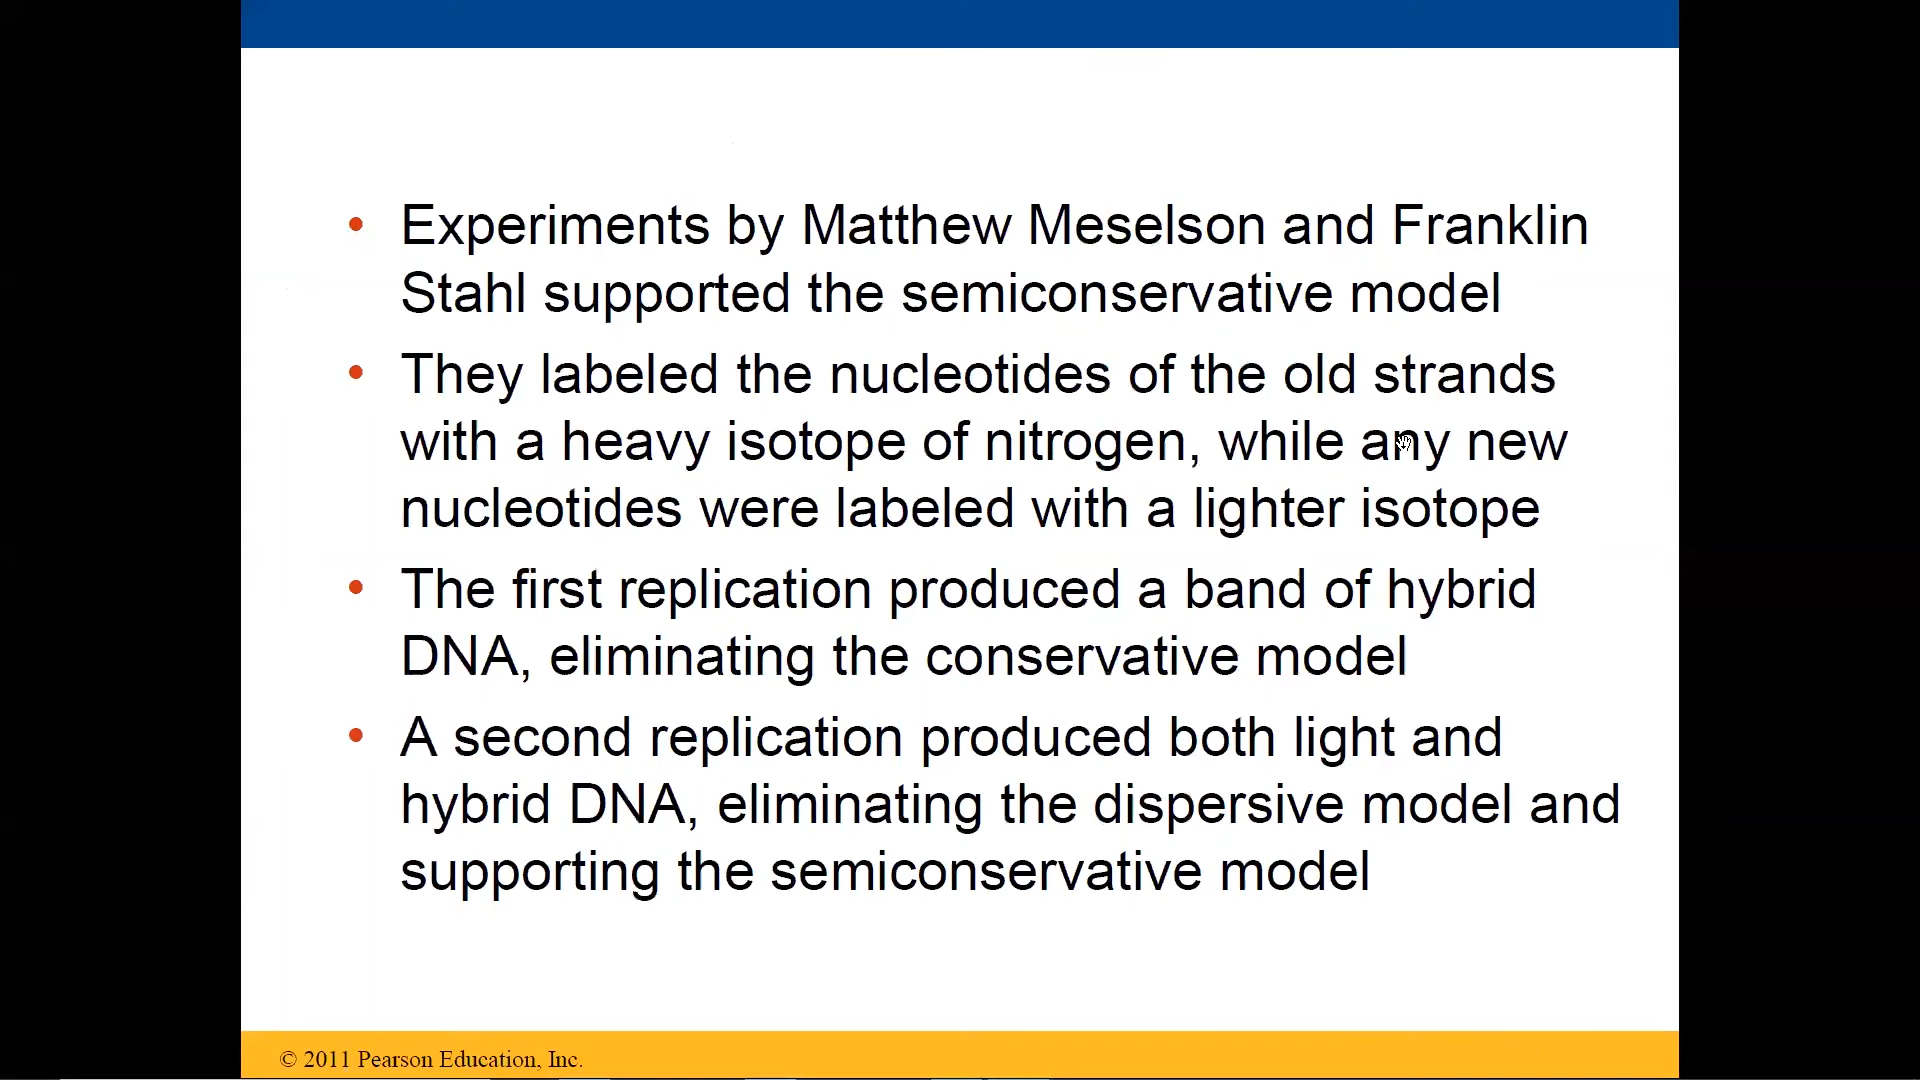 • Experiments by Matthew Meselson and Franklin
Stahl supported the semiconservative model
• They labeled the nucleotides of the old strands
with a heavy isotope of nitrogen, while any new
nucleotides were labeled with a lighter isotope
• The first replication produced a band of hybrid
DNA, eliminating the conservative model
• A second replication produced both light and
hybrid DNA, eliminating the dispersive model and
supporting the semiconservative model
© 2011 Pearson Education, Inc.